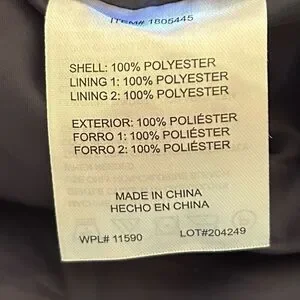 ITEM# 1805445
SHELL: 100% POLYESTER
LINING 1: 100% POLYESTER
LINING 2: 100% POLYESTER
EXTERIOR: 100% POLIÉSTER
FORRO 1: 100% POLIÉSTER
FORRO 2: 100% POLIÉSTER
MADE IN CHINA
HECHO EN CHINA
WPL# 11590 LOT#204249